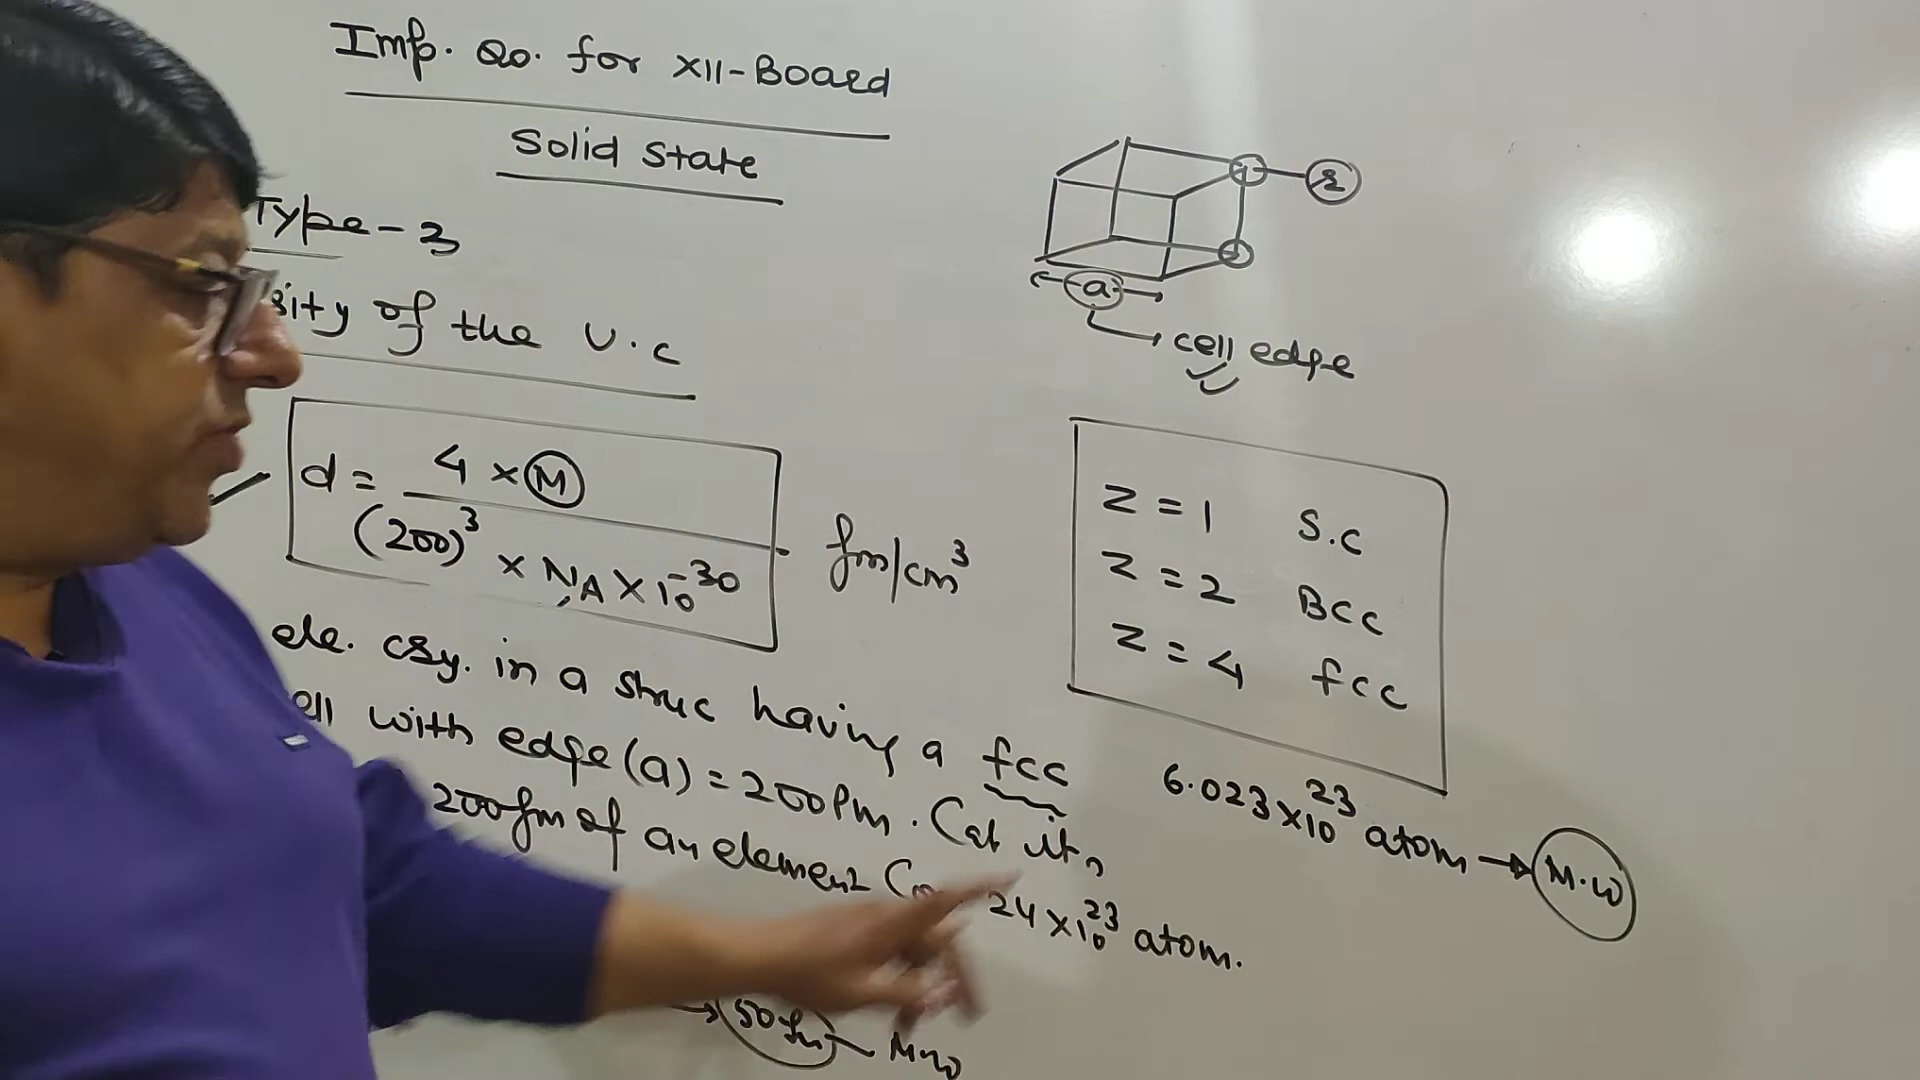 Imp. Qo. for XII-Board
Solid State
Type-3
sity of the U.C
d = 4 × M / (200)³ × NA × 10⁻³⁰ gm/cm³
ele. cry. in a struc having a fcc
ell with edge (a) = 200 Pm. Cal it,
200 gm of an element 24 × 10²³ atom.
50 gm M.w
r
a
cell edge
Z = 1 S.C
Z = 2 BCC
Z = 4 fcc
6.023 × 10²³ atom → M.w